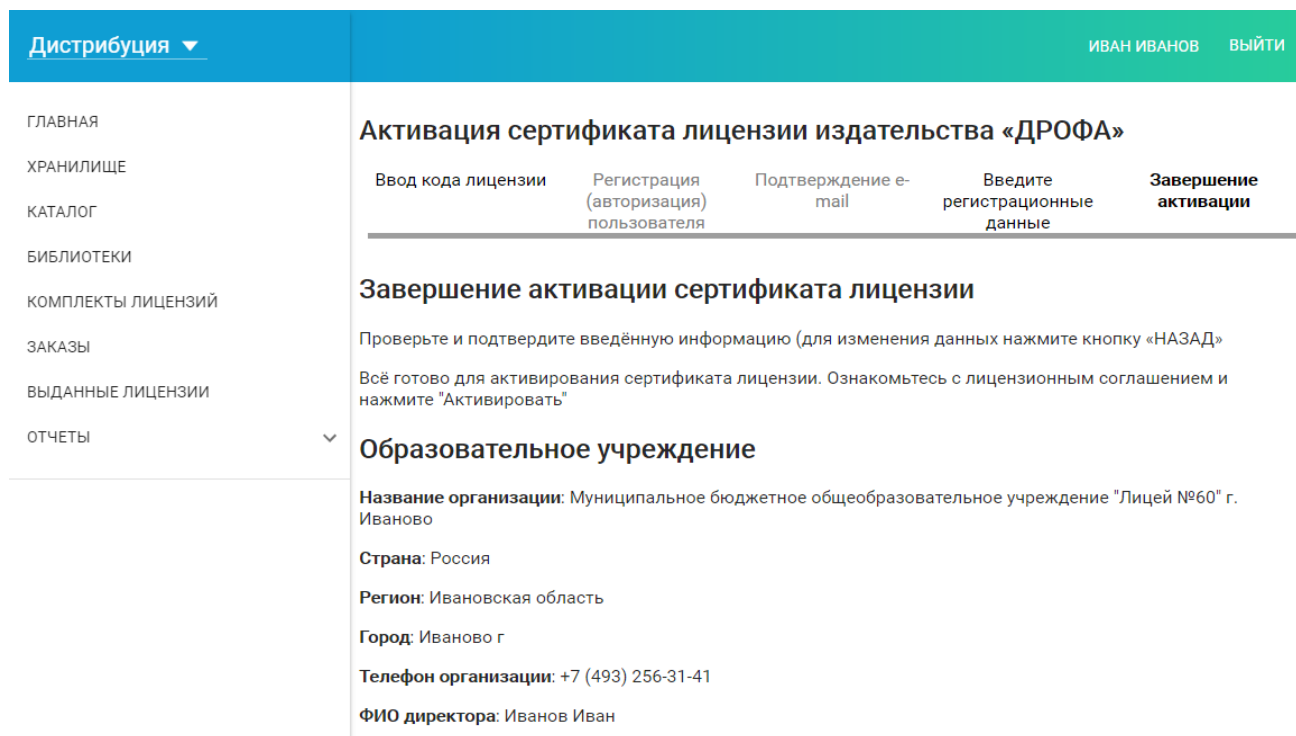 Дистрибуция
ИВАН ИВАНОВ ВЫЙТИ
ГЛАВНАЯ
ХРАНИЛИЩЕ
КАТАЛОГ
БИБЛИОТЕКИ
КОМПЛЕКТЫ ЛИЦЕНЗИЙ
ЗАКАЗЫ
ВЫДАННЫЕ ЛИЦЕНЗИИ
ОТЧЕТЫ
Активация сертификата лицензии издательства «ДРОФА»
Ввод кода лицензии
Регистрация
(авторизация)
пользователя
Подтверждение e-
mail
Введите
регистрационные
данные
Завершение
активации
Завершение активации сертификата лицензии
Проверьте и подтвердите введённую информацию (для изменения данных нажмите кнопку «НАЗАД»
Всё готово для активирования сертификата лицензии. Ознакомьтесь с лицензионным соглашением и
нажмите "Активировать"
Образовательное учреждение
Название организации: Муниципальное бюджетное общеобразовательное учреждение "Лицей №60" г.
Иваново
Страна: Россия
Регион: Ивановская область
Город: Иваново г
Телефон организации: +7 (493) 256-31-41
ФИО директора: Иванов Иван